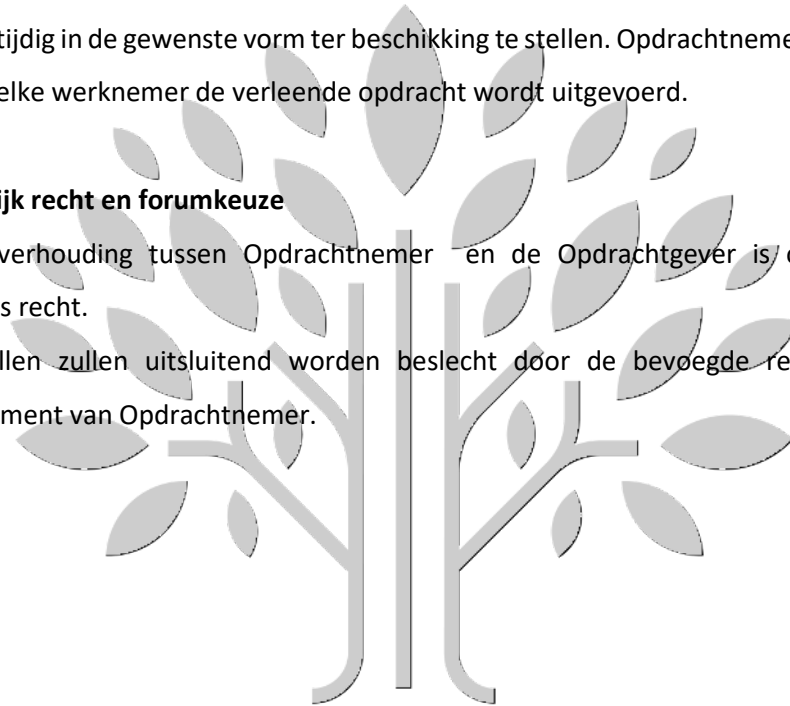 tijdig in de gewenste vorm ter beschikking te stellen. Opdrachtneme
elke werknemer de verleende opdracht wordt uitgevoerd.
ijk recht en forumkeuze
verhouding tussen Opdrachtnemer en de Opdrachtgever is
s recht.
llen zullen uitsluitend worden beslecht door de bevoegde re
ment van Opdrachtnemer.